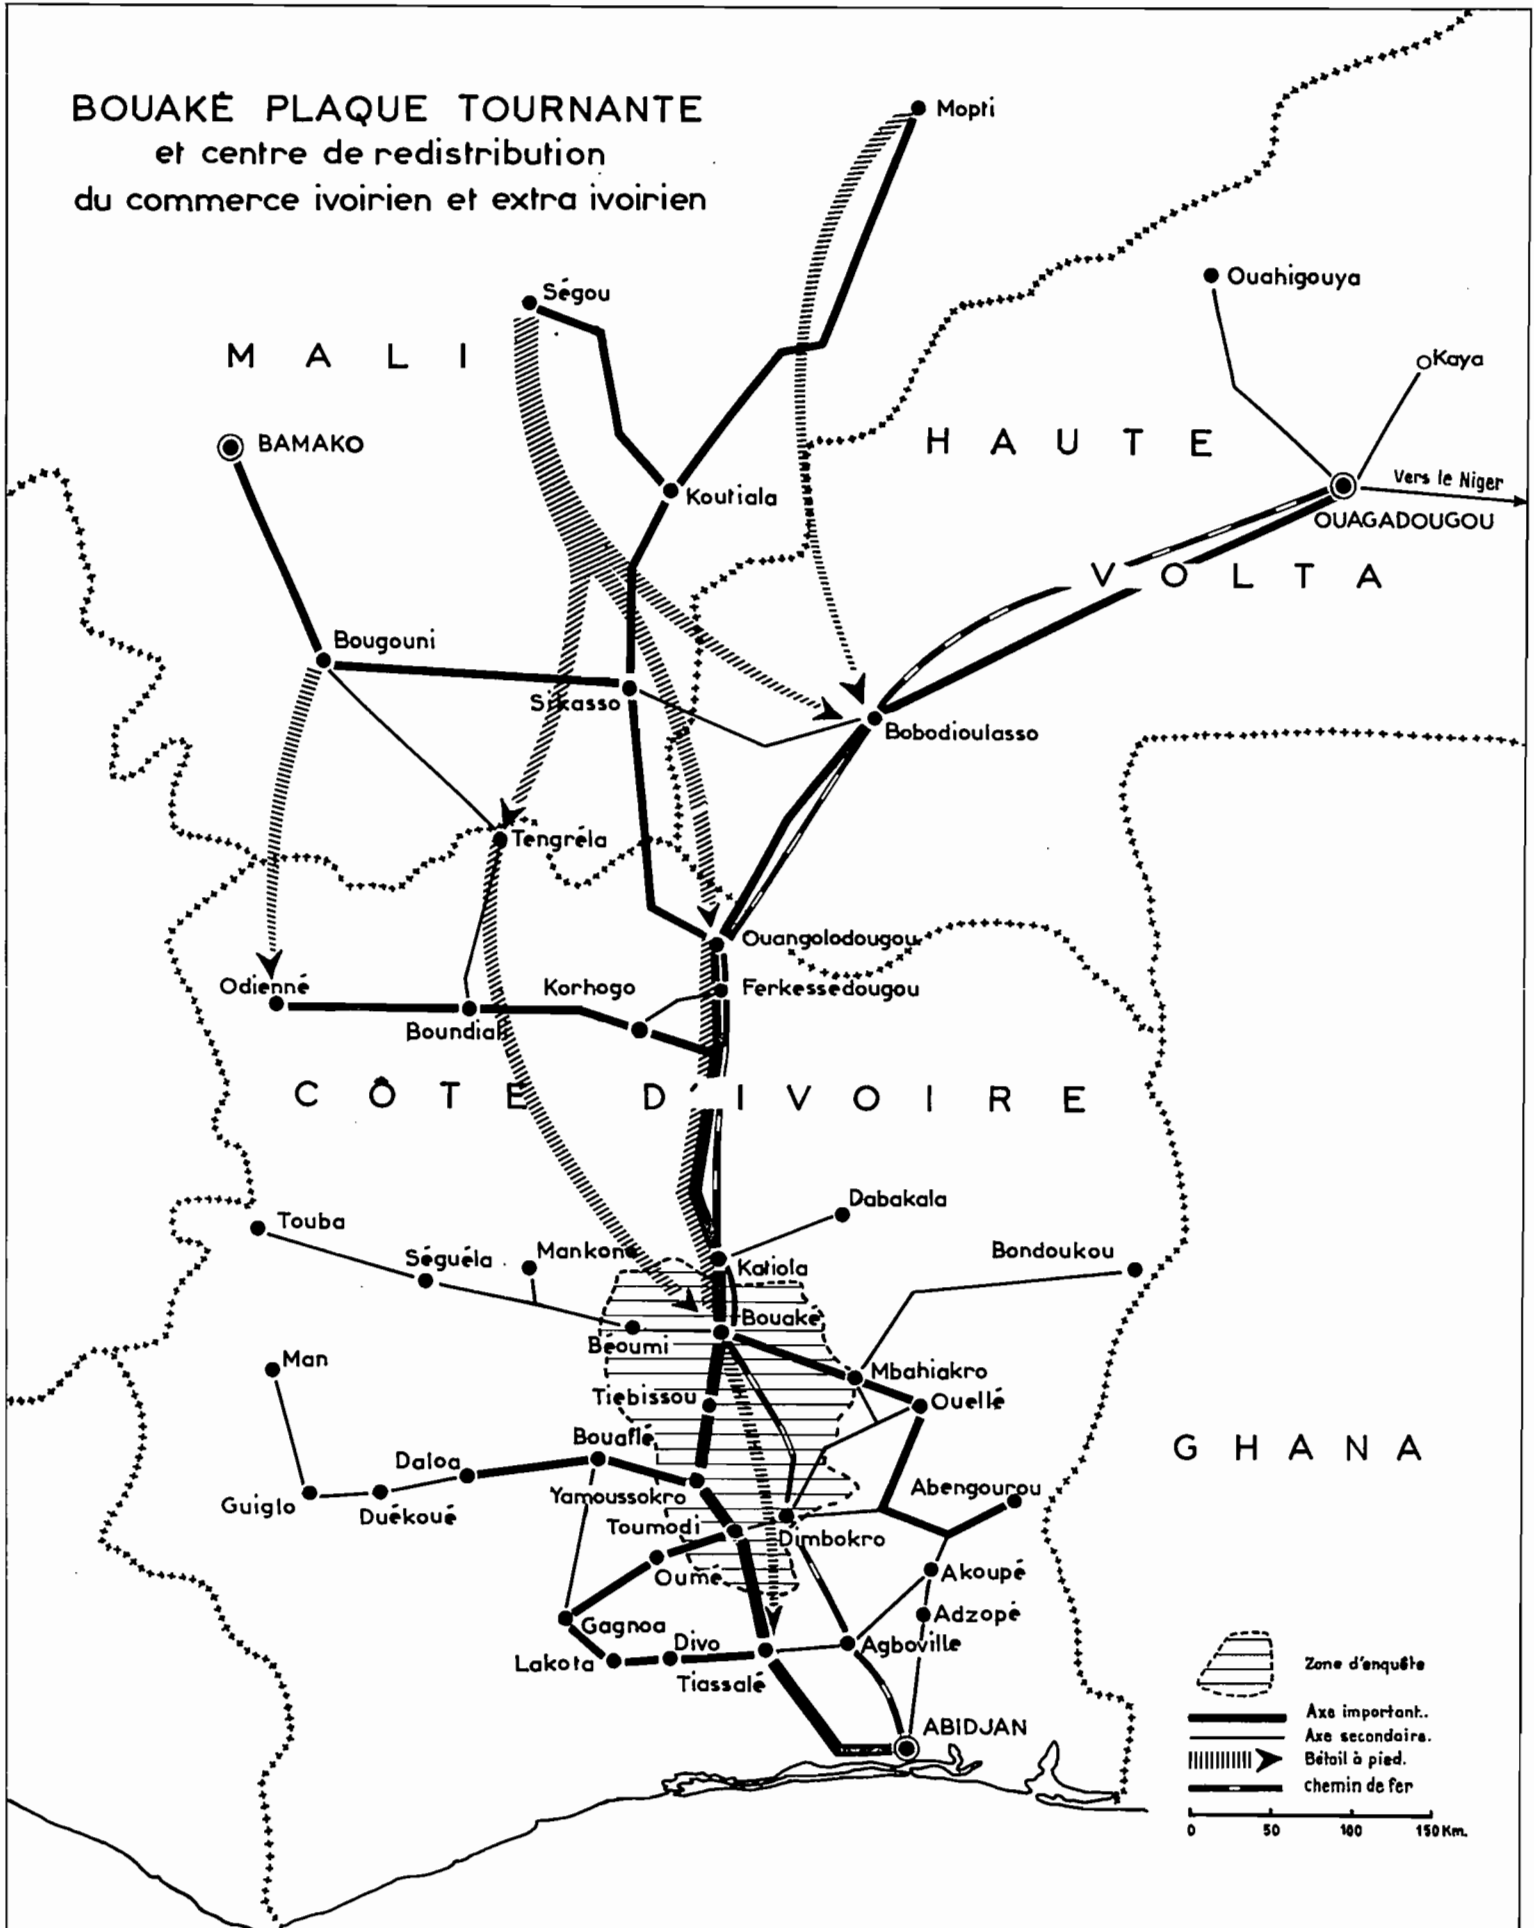 BOUAKÉ PLAQUE TOURNANTE
et centre de redistribution
du commerce ivoirien et extra ivoirien
Mopti
Ouahigouya
Ségou
Kaya
MALI
BAMAKO
HAUTE
Vers le Niger
Koutiala
OUAGADOUGOU
VOLTA
Bougouni
Sikasso
Bobodioulasso
Tengréla
Ouangolodougou
Odienné
Korhogo
Ferkessedougou
Boundiali
CÔTE D'IVOIRE
Dabakala
Touba
Séguéla
Mankono
Bondoukou
Katiola
Bouake
Béoumi
Man
Mbahiakro
Tiebissou
Ouellé
Bouaflé
GHANA
Daloa
Abengourou
Guiglo
Duékoué
Yamoussokro
Toumodi
Dimbokro
Oumé
Akoupé
Adzopé
Gagnoa
Divo
Agboville
Lakota
Tiassalé
ABIDJAN
Zone d'enquête
Axe important..
Axe secondaire.
Bétail à pied.
chemin de fer
0 50 100 150 Km.